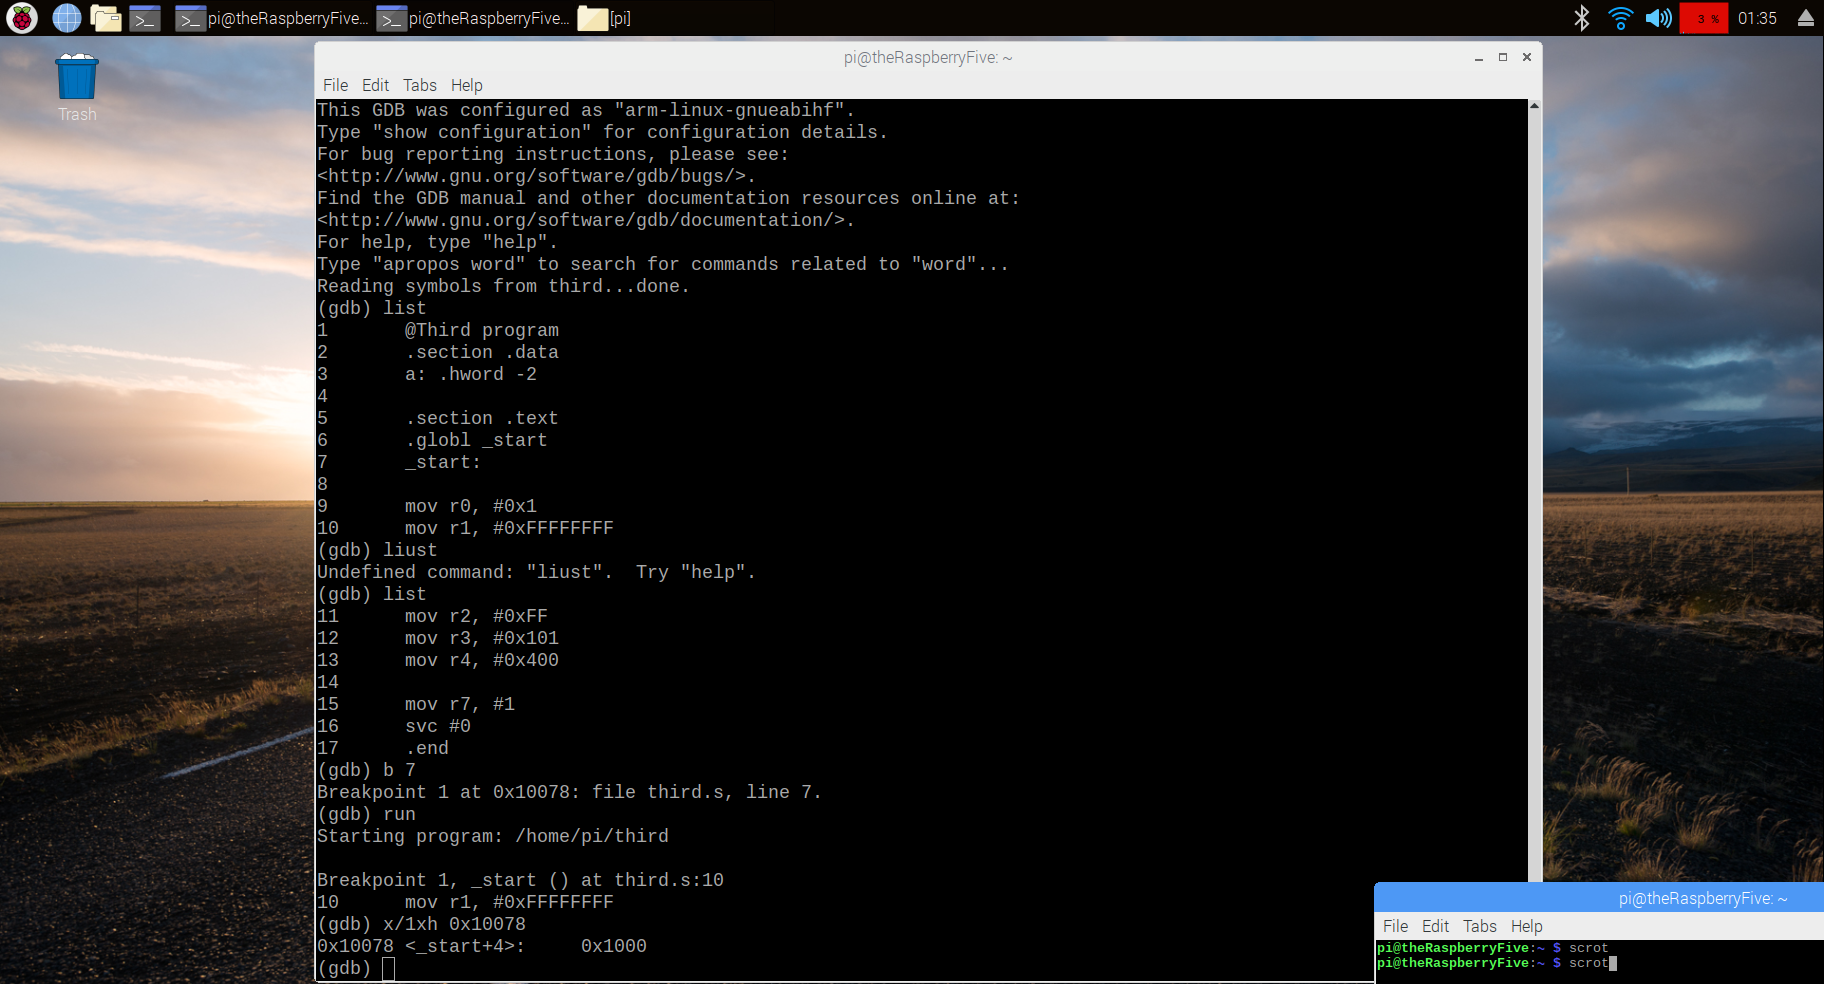 pi@theRaspberryFive... pi@theRaspberryFive... [pi] 3 % 01:35
Trash
pi@theRaspberryFive: ~
File Edit Tabs Help
This GDB was configured as "arm-linux-gnueabihf".
Type "show configuration" for configuration details.
For bug reporting instructions, please see:
<http://www.gnu.org/software/gdb/bugs/>.
Find the GDB manual and other documentation resources online at:
<http://www.gnu.org/software/gdb/documentation/>.
For help, type "help".
Type "apropos word" to search for commands related to "word"...
Reading symbols from third...done.
(gdb) list
1       @Third program
2       .section .data
3       a: .hword -2
4
5       .section .text
6       .globl _start
7       _start:
8
9       mov r0, #0x1
10      mov r1, #0xFFFFFFFF
(gdb) liust
Undefined command: "liust".  Try "help".
(gdb) list
11      mov r2, #0xFF
12      mov r3, #0x101
13      mov r4, #0x400
14
15      mov r7, #1
16      svc #0
17      .end
(gdb) b 7
Breakpoint 1 at 0x10078: file third.s, line 7.
(gdb) run
Starting program: /home/pi/third
Breakpoint 1, _start () at third.s:10
10      mov r1, #0xFFFFFFFF
(gdb) x/1xh 0x10078
0x10078 <_start+4>:     0x1000
(gdb)
pi@theRaspberryFive: ~
File Edit Tabs Help
pi@theRaspberryFive:~ $ scrot
pi@theRaspberryFive:~ $ scrot